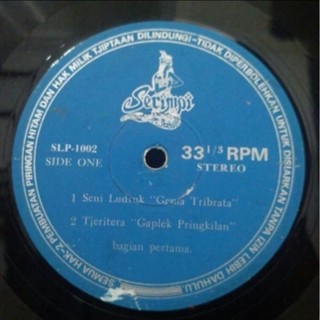 SEMUA HAK-2 PEMBUATAN PIRINGAN HITAM DAN HAK MILIK TJIPTAAN DILINDUNGI-TIDAK DIPERBOLEHKAN UNTUK DISIARKAN TANPA IZIN LEBIH DAHULU
Serimpi
SLP-1002
SIDE ONE
33 1/3 RPM
STEREO
1 Seni Ludruk "Graha Tribrata"
2 Tjeritera "Gaplek Pringkilan"
bagian pertama.